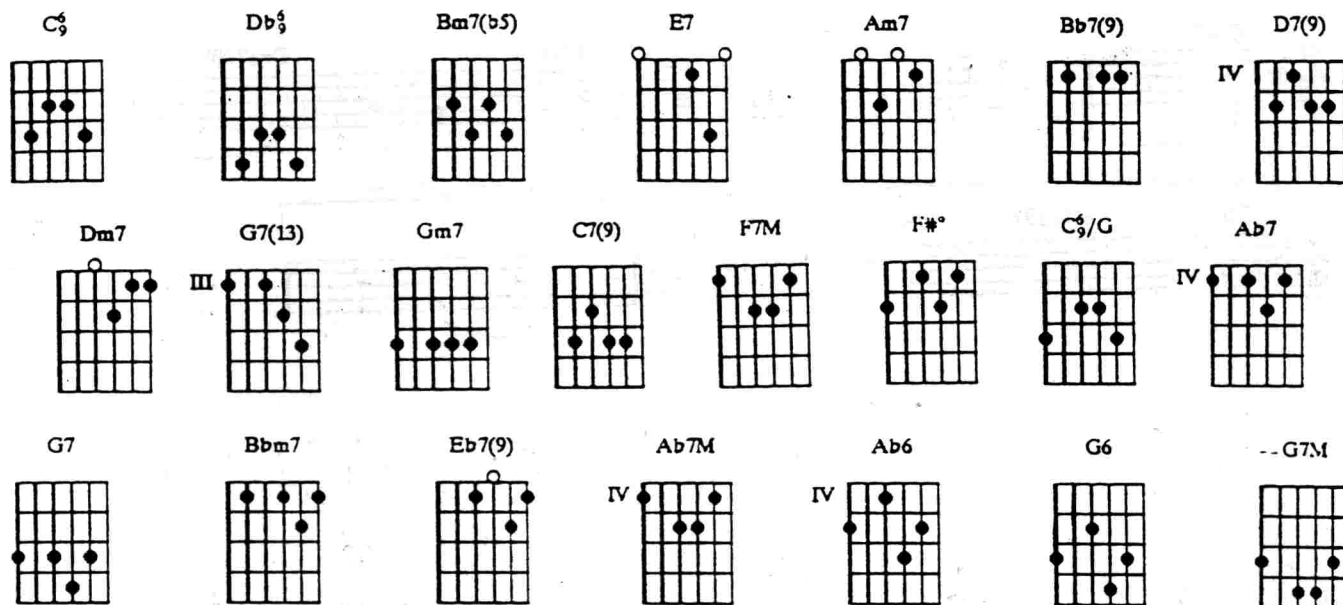 C6/9 Db6/9 Bm7(b5) E7 Am7 Bb7(9) D7(9)
IV
Dm7 G7(13) Gm7 C7(9) F7M F#° C6/9/G Ab7
III IV
G7 Bbm7 Eb7(9) Ab7M Ab6 G6 --G7M
IV IV